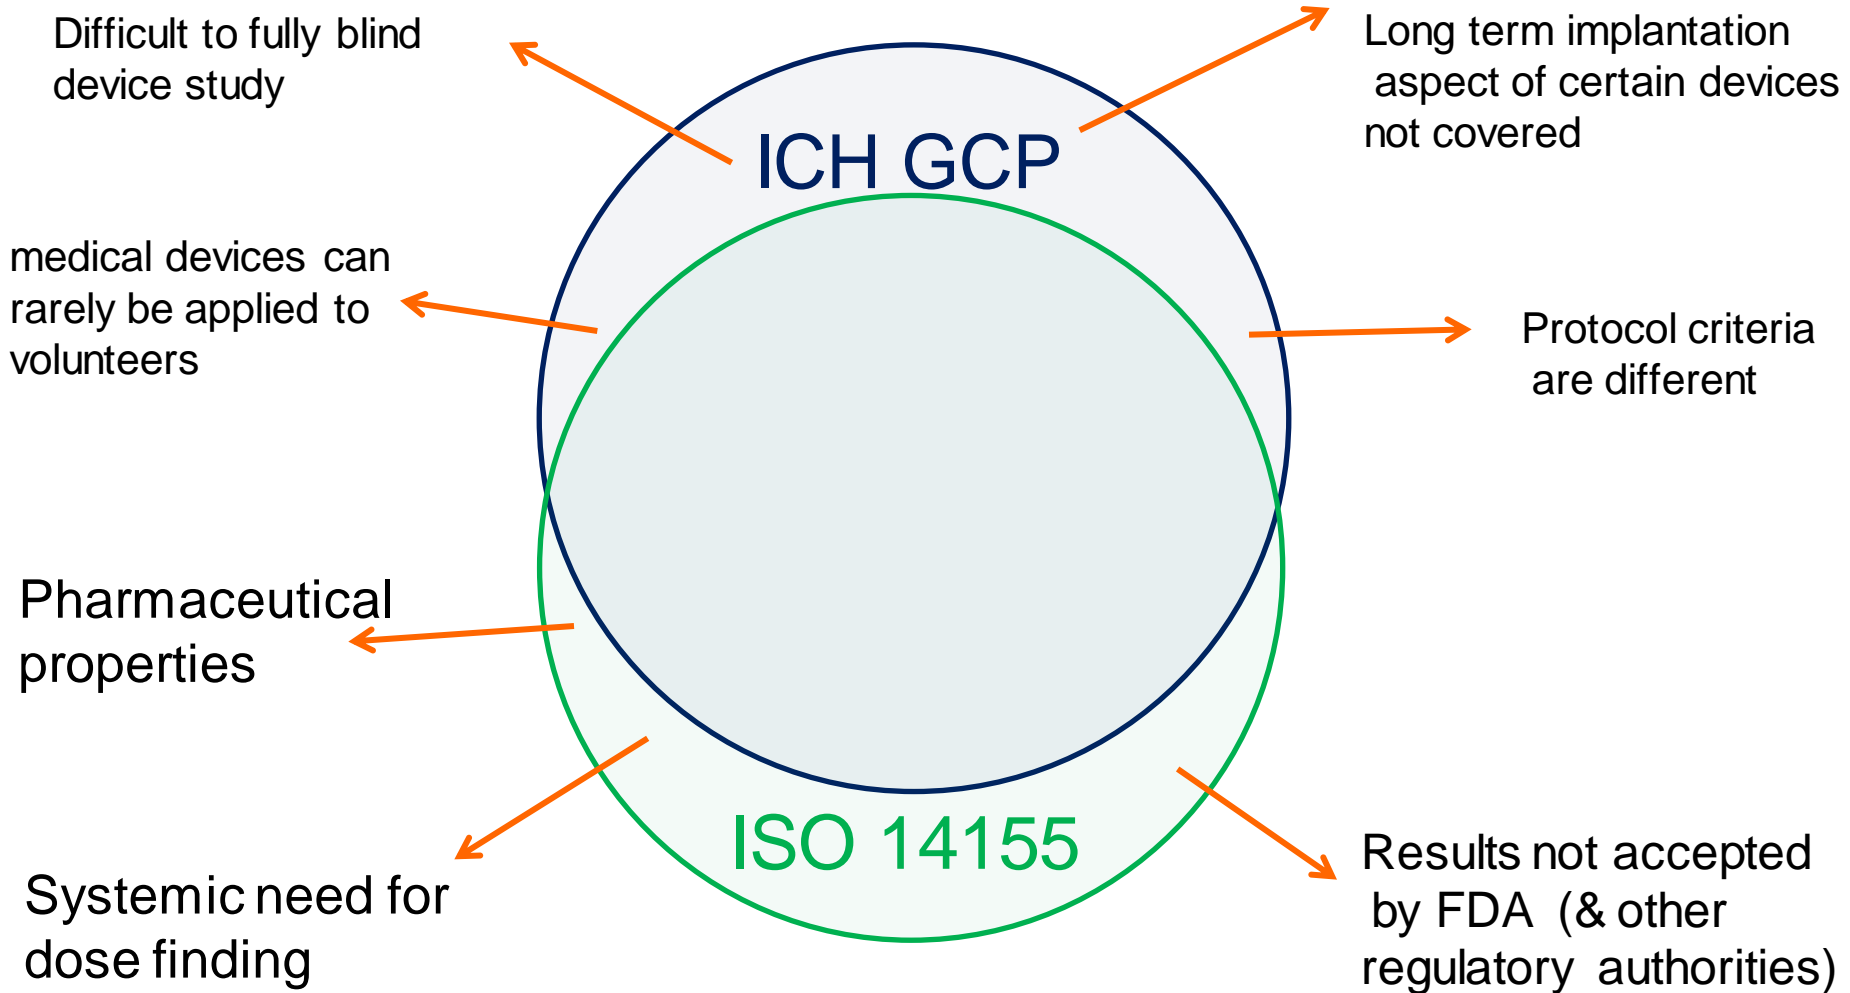 Difficult to fully blind
device study
Long term implantation
aspect of certain devices
not covered
ICH GCP
medical devices can
rarely be applied to
volunteers
Protocol criteria
are different
Pharmaceutical
properties
ISO 14155
Systemic need for
dose finding
Results not accepted
by FDA (& other
regulatory authorities)